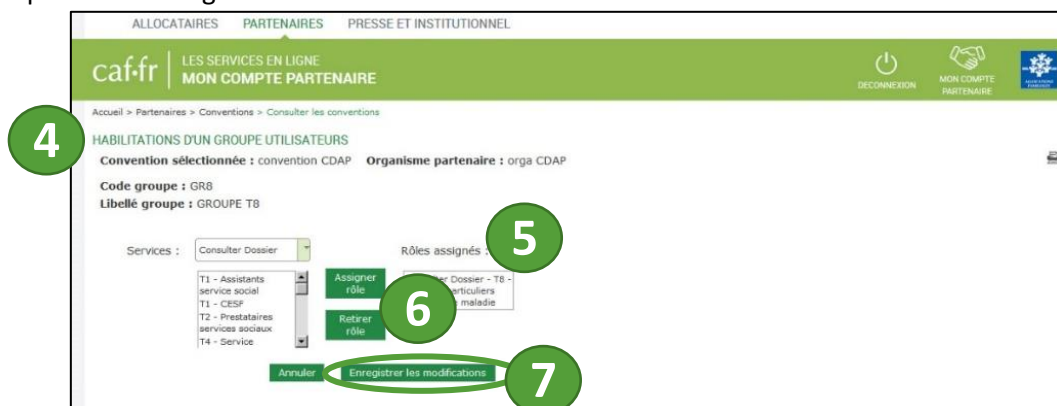 ALLOCATAIRES PARTENAIRES PRESSE ET INSTITUTIONNEL
caf.fr LES SERVICES EN LIGNE
MON COMPTE PARTENAIRE
DECONNEXION
MON COMPTE
PARTENAIRE
Accueil > Partenaires > Conventions > Consulter les conventions
4
HABILITATIONS D'UN GROUPE UTILISATEURS
Convention sélectionnée : convention CDAP Organisme partenaire : orga CDAP
Code groupe : GR8
Libellé groupe : GROUPE T8
5
Services : Consulter Dossier Rôles assignés :
T1 - Assistants
service social
T1 - CESF
T2 - Prestataires
services sociaux
T4 - Service
Assigner
rôle
Retirer
rôle
6
Dossier - T8 -
maladie
Annuler Enregistrer les modifications
7